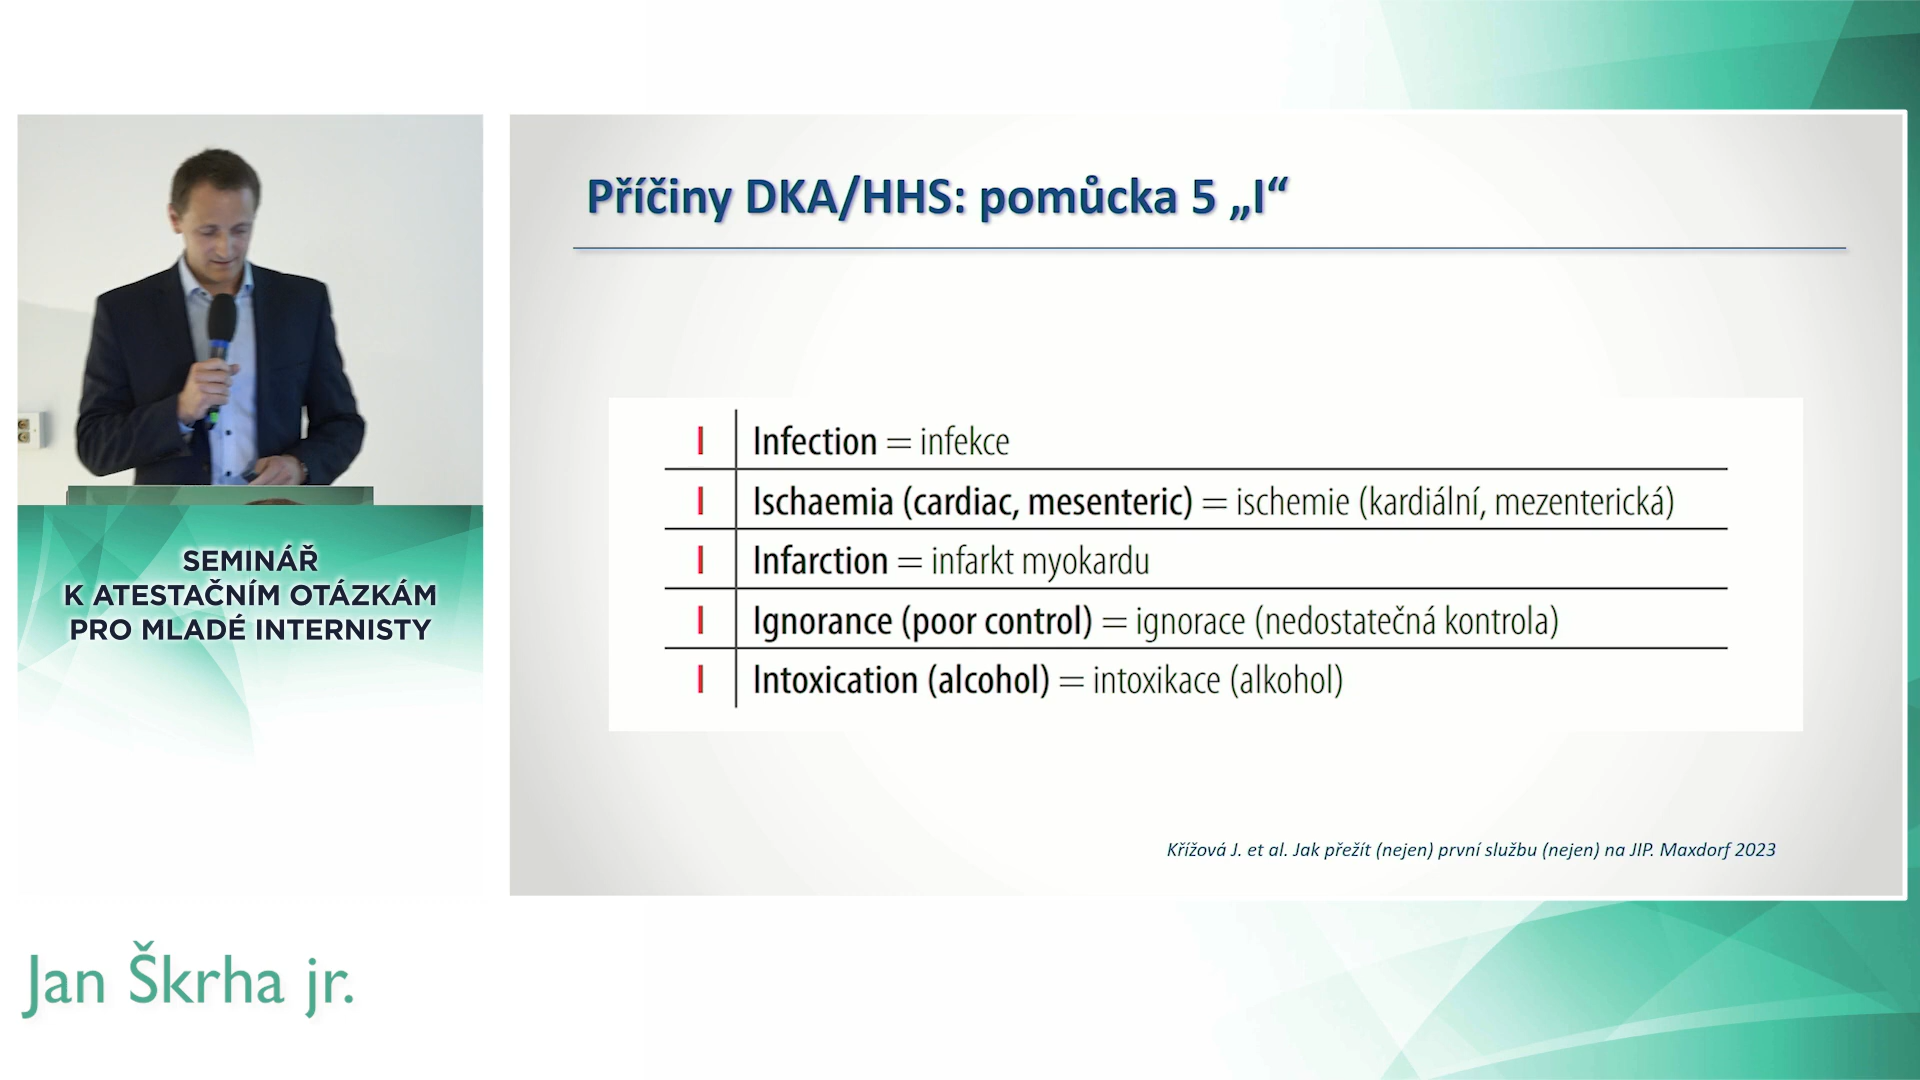 Příčiny DKA/HHS: pomůcka 5 „I“
I Infection = infekce
I Ischaemia (cardiac, mesenteric) = ischemie (kardiální, mezenterická)
I Infarction = infarkt myokardu
I Ignorance (poor control) = ignorace (nedostatečná kontrola)
I Intoxication (alcohol) = intoxikace (alkohol)
Křížová J. et al. Jak přežít (nejen) první službu (nejen) na JIP. Maxdorf 2023
SEMINÁŘ
K ATESTAČNÍM OTÁZKÁM
PRO MLADÉ INTERNISTY
Jan Škrha jr.